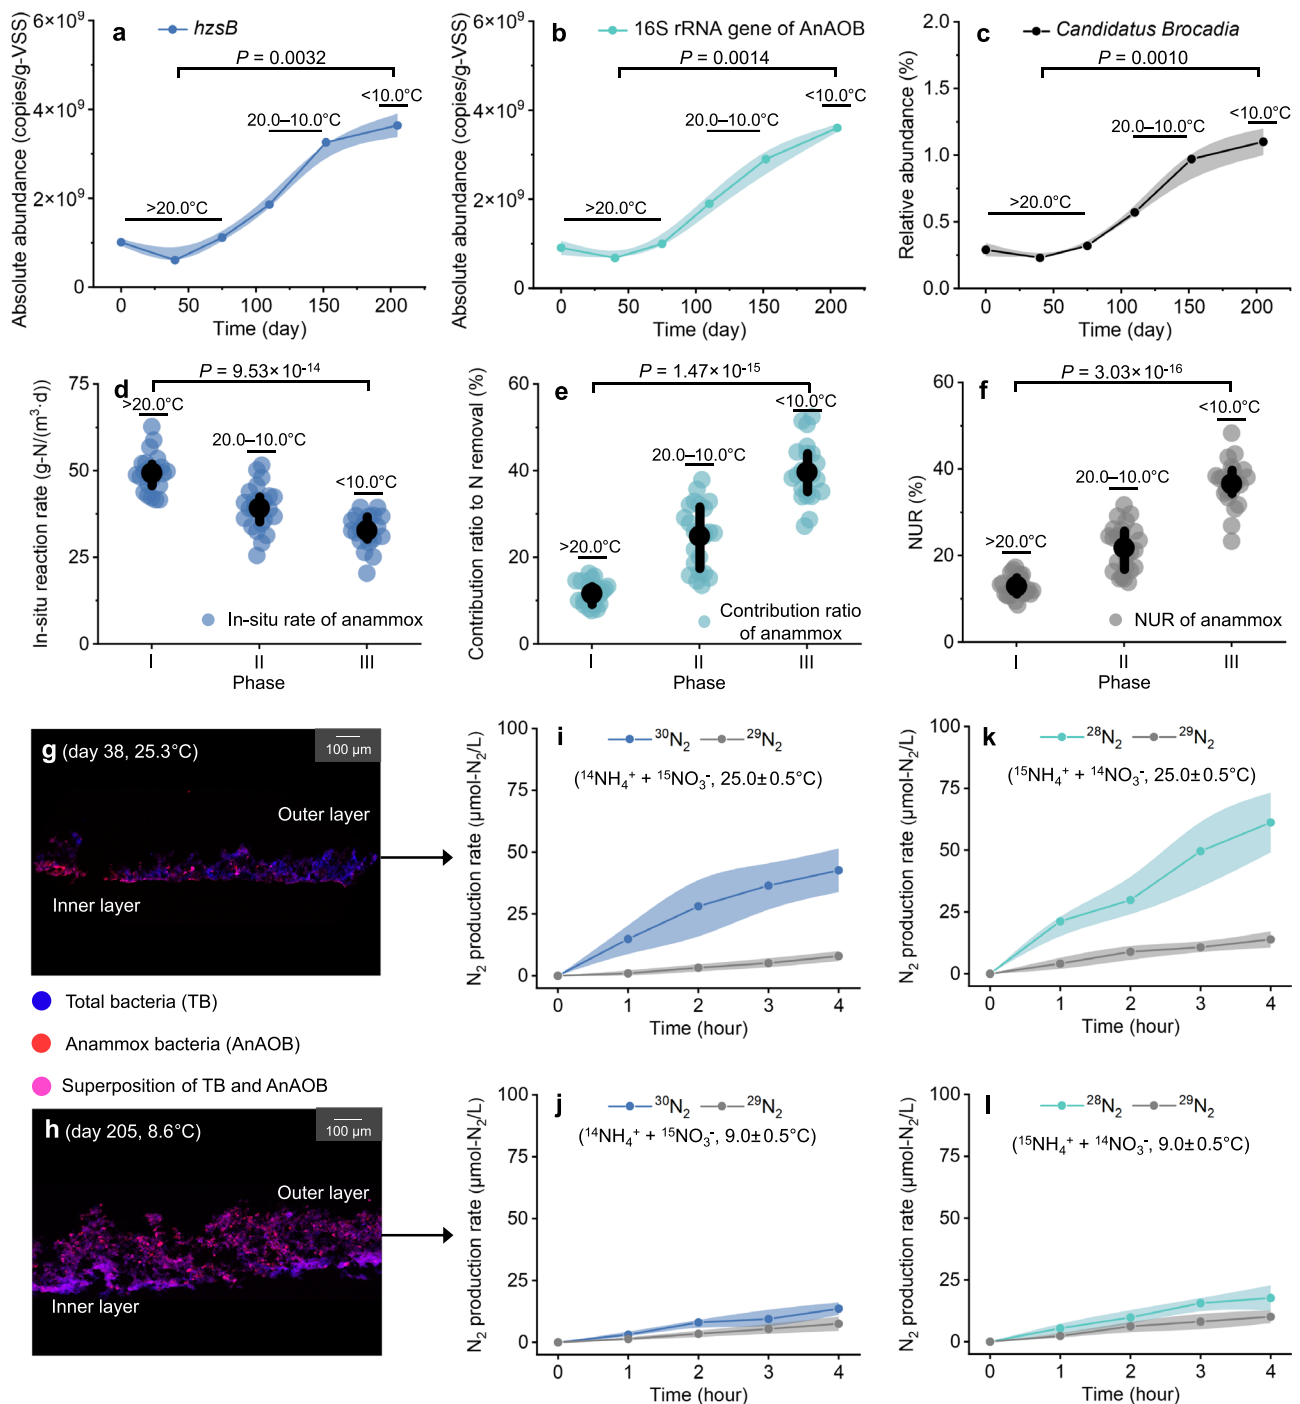 a
hzsB
P = 0.0032
<10.0°C
20.0–10.0°C
>20.0°C
Absolute abundance (copies/g-VSS)
6×10⁹
4×10⁹
2×10⁹
0
0 50 100 150 200
Time (day)
b
16S rRNA gene of AnAOB
P = 0.0014
<10.0°C
20.0–10.0°C
>20.0°C
Absolute abundance (copies/g-VSS)
6×10⁹
4×10⁹
2×10⁹
0
0 50 100 150 200
Time (day)
c
Candidatus Brocadia
P = 0.0010
<10.0°C
20.0–10.0°C
>20.0°C
Relative abundance (%)
2.0
1.5
1.0
0.5
0.0
0 50 100 150 200
Time (day)
d
P = 9.53×10⁻¹⁴
>20.0°C
20.0–10.0°C
<10.0°C
In-situ rate of anammox
In-situ reaction rate (g-N/(m³·d))
75
50
25
0
I II III
Phase
e
P = 1.47×10⁻¹⁵
<10.0°C
20.0–10.0°C
>20.0°C
Contribution ratio
of anammox
Contribution ratio to N removal (%)
60
40
20
0
I II III
Phase
f
P = 3.03×10⁻¹⁶
<10.0°C
20.0–10.0°C
>20.0°C
NUR of anammox
NUR (%)
60
40
20
0
I II III
Phase
g (day 38, 25.3°C)
100 µm
Outer layer
Inner layer
Total bacteria (TB)
Anammox bacteria (AnAOB)
Superposition of TB and AnAOB
h (day 205, 8.6°C)
100 µm
Outer layer
Inner layer
i
³⁰N₂ ²⁹N₂
(¹⁴NH₄⁺ + ¹⁵NO₃⁻, 25.0±0.5°C)
N₂ production rate (µmol-N₂/L)
100
75
50
25
0
0 1 2 3 4
Time (hour)
k
²⁸N₂ ²⁹N₂
(¹⁵NH₄⁺ + ¹⁴NO₃⁻, 25.0±0.5°C)
N₂ production rate (µmol-N₂/L)
100
75
50
25
0
0 1 2 3 4
Time (hour)
j
³⁰N₂ ²⁹N₂
(¹⁴NH₄⁺ + ¹⁵NO₃⁻, 9.0±0.5°C)
N₂ production rate (µmol-N₂/L)
100
75
50
25
0
0 1 2 3 4
Time (hour)
l
²⁸N₂ ²⁹N₂
(¹⁵NH₄⁺ + ¹⁴NO₃⁻, 9.0±0.5°C)
N₂ production rate (µmol-N₂/L)
100
75
50
25
0
0 1 2 3 4
Time (hour)